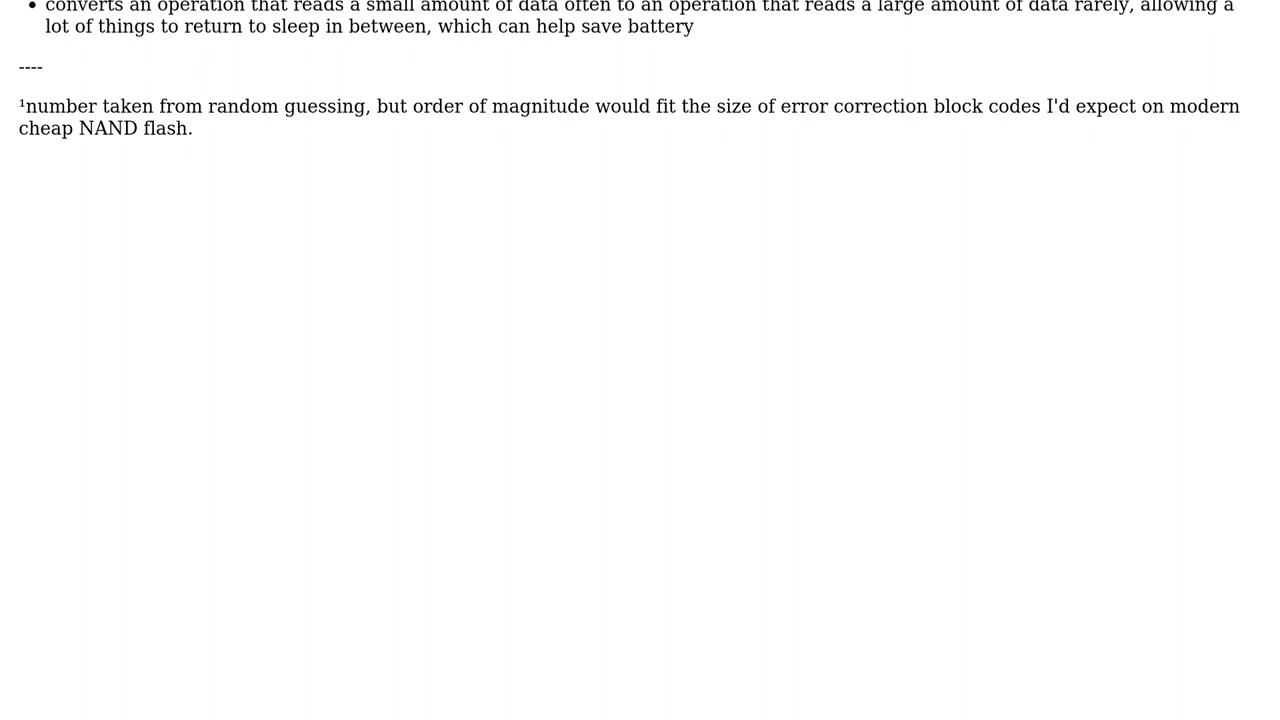 • converts an operation that reads a small amount of data often to an operation that reads a large amount of data rarely, allowing a
lot of things to return to sleep in between, which can help save battery
----
¹number taken from random guessing, but order of magnitude would fit the size of error correction block codes I'd expect on modern
cheap NAND flash.